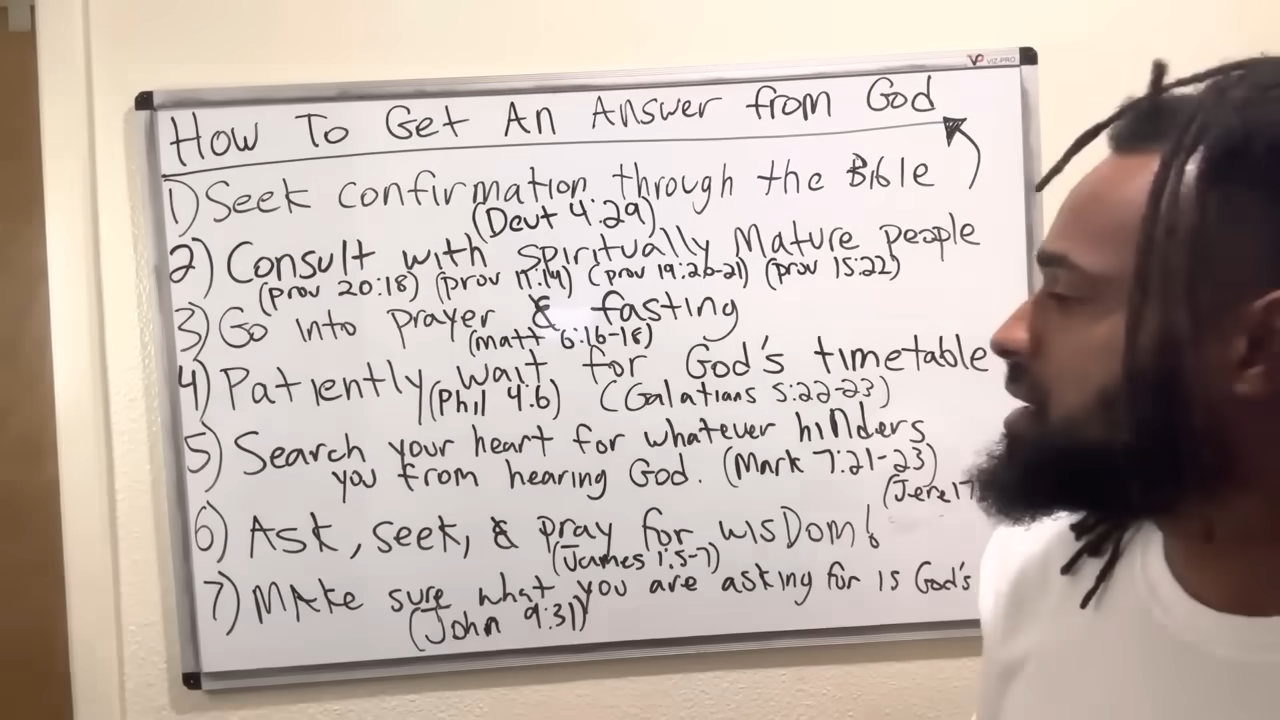 VP VIZ-PRO
How To Get An Answer from God
1) Seek confirmation through the Bible
(Deut 4:29)
2) Consult with spiritually Mature people
(prov 20:18) (prov 11:14) (prov 19:20-21) (prov 15:22)
3) Go into prayer & fasting
(matt 6:16-18)
4) Patiently wait for God's timetable
(Phil 4:6) (Galatians 5:22-23)
5) Search your heart for whatever hinders
you from hearing God. (Mark 7:21-23)
(Jere 17
6) Ask, seek, & pray for wisDom!
(James 1:5-7)
7) MAke sure what you are asking for is God's
(John 9:31)